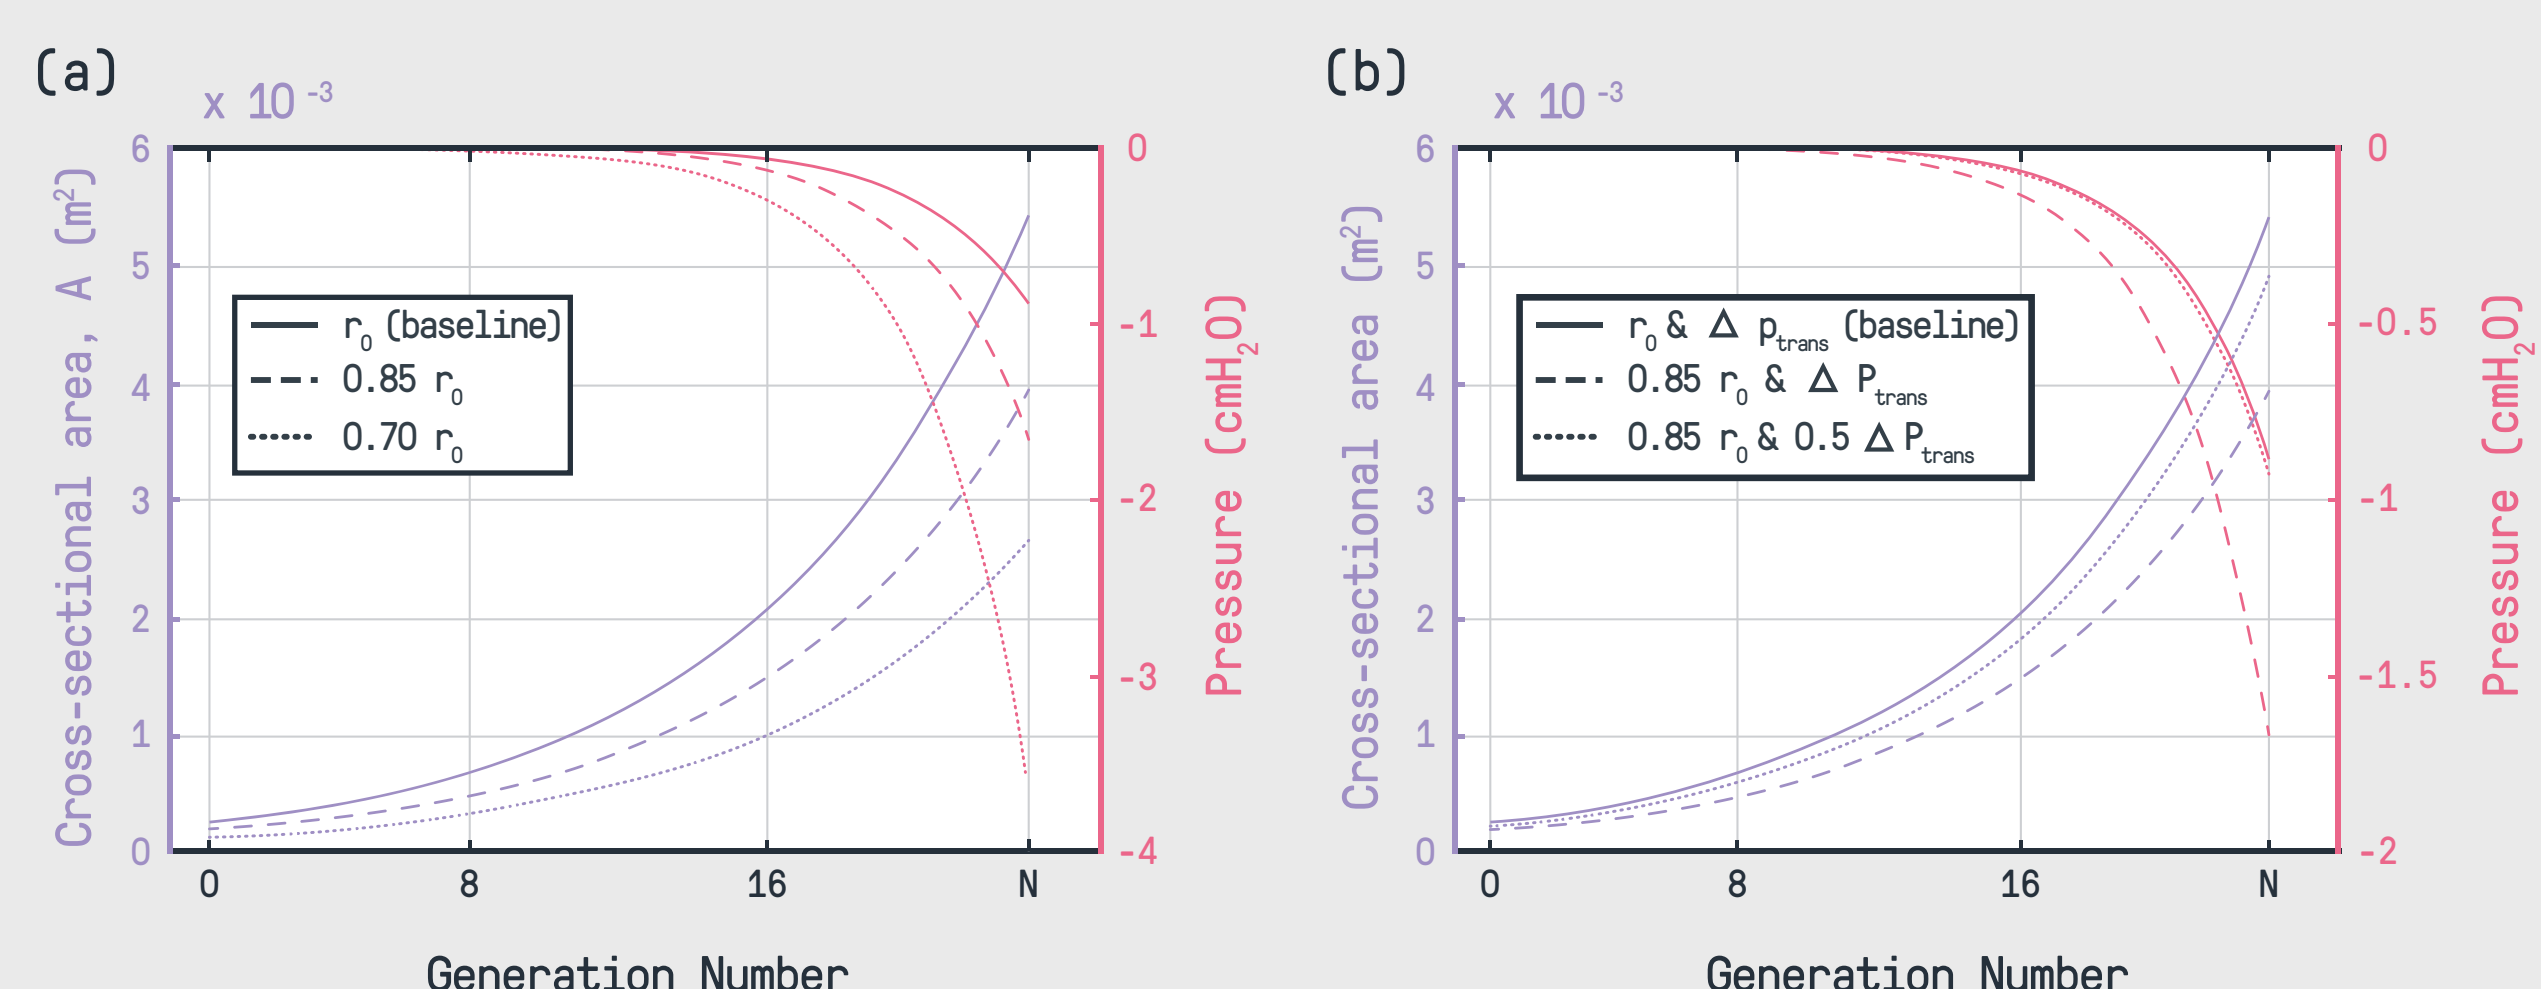 (a)
x 10⁻³
6
5
4
3
2
1
0
Cross-sectional area, A (m²)
r₀ (baseline)
0.85 r₀
0.70 r₀
0
-1
-2
-3
-4
Pressure (cmH₂O)
0 8 16 N
Generation Number
(b)
x 10⁻³
6
5
4
3
2
1
0
Cross-sectional area (m²)
r₀ & Δ p_trans (baseline)
0.85 r₀ & Δ P_trans
0.85 r₀ & 0.5 Δ P_trans
0
-0.5
-1
-1.5
-2
Pressure (cmH₂O)
0 8 16 N
Generation Number